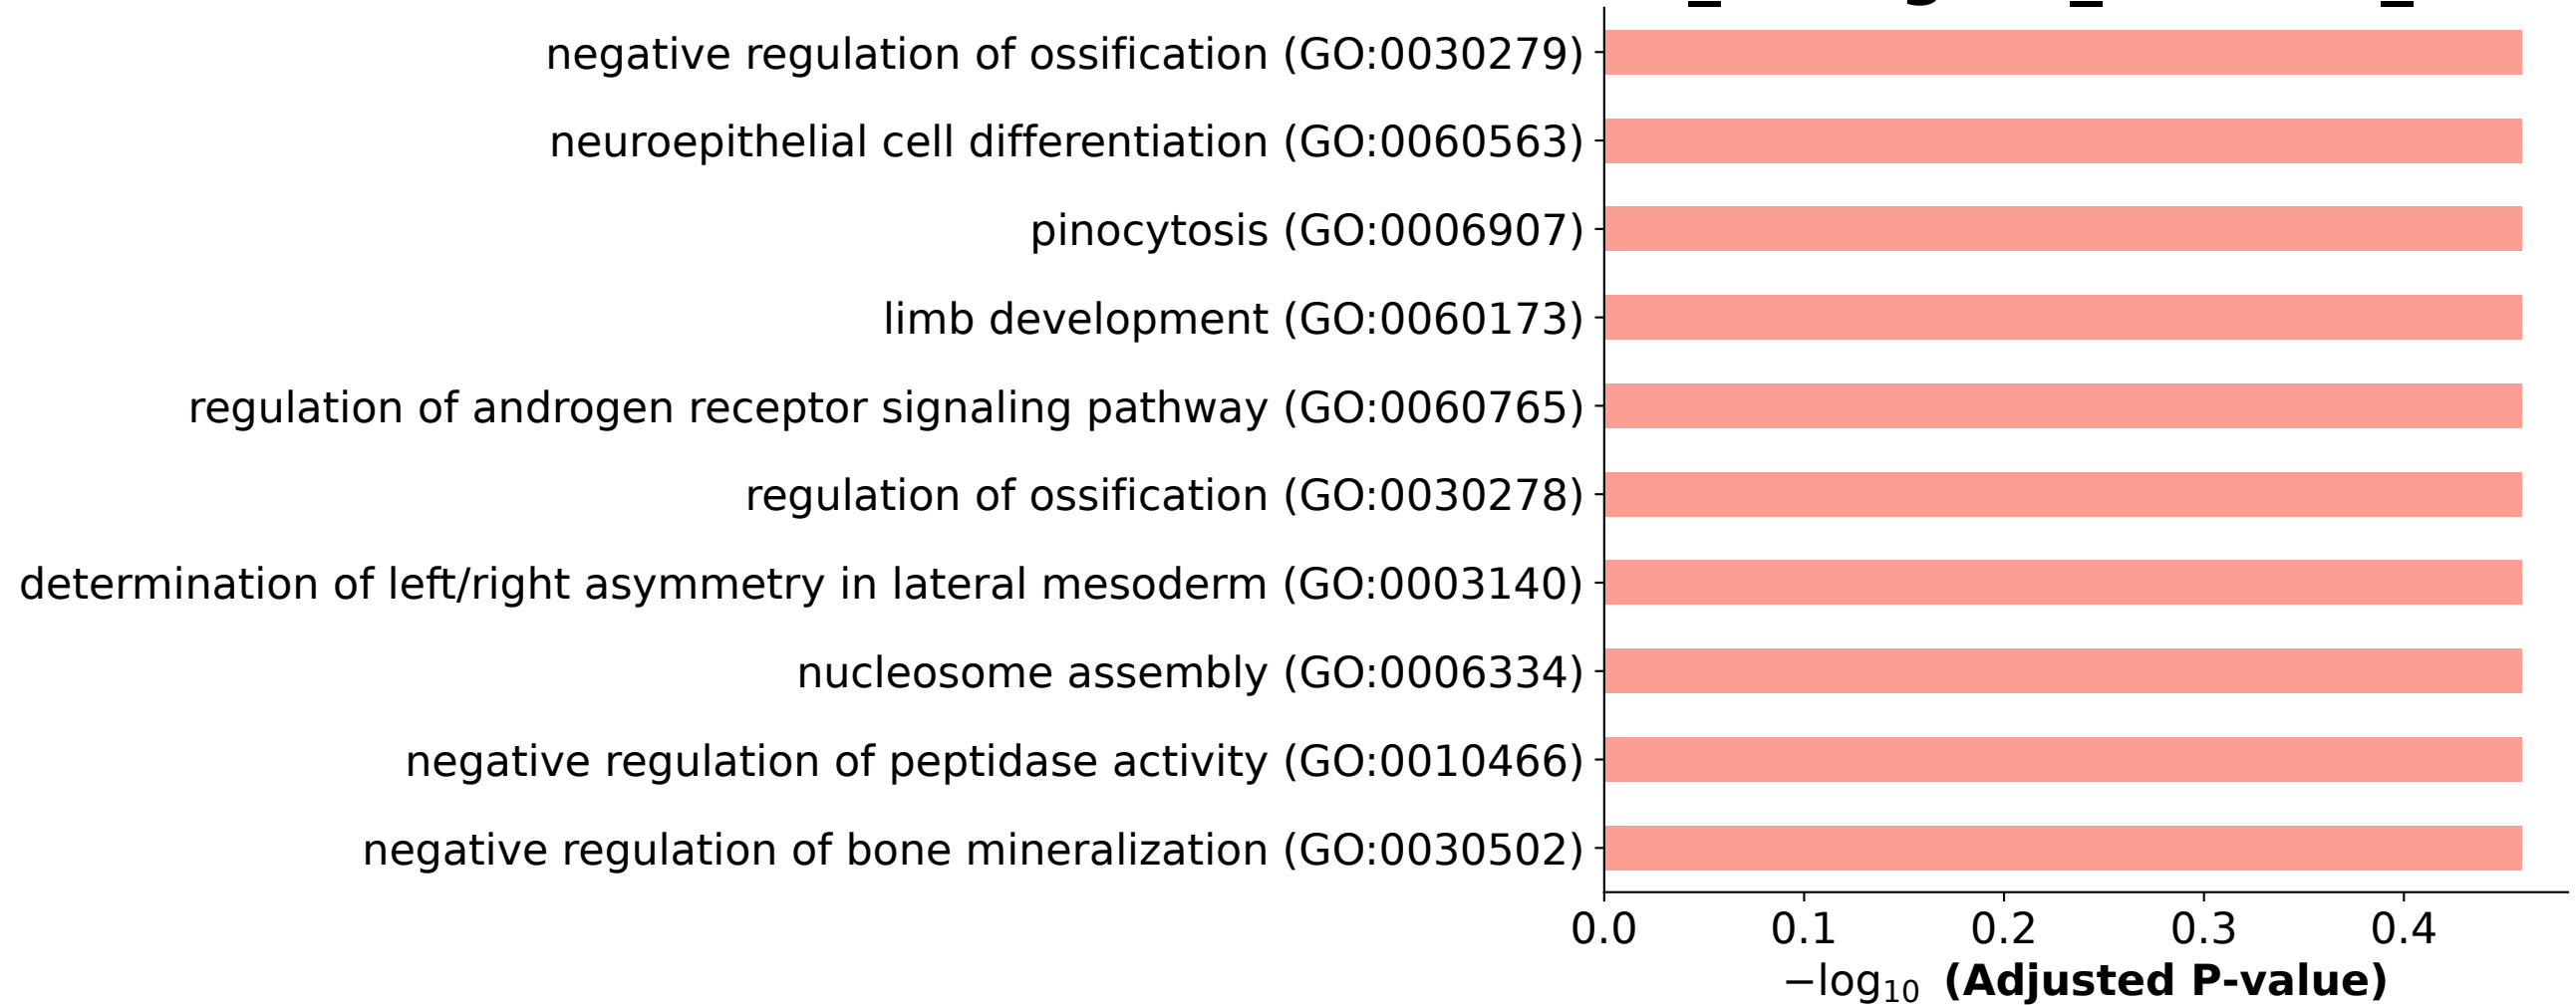 negative regulation of ossification (GO:0030279)
neuroepithelial cell differentiation (GO:0060563)
pinocytosis (GO:0006907)
limb development (GO:0060173)
regulation of androgen receptor signaling pathway (GO:0060765)
regulation of ossification (GO:0030278)
determination of left/right asymmetry in lateral mesoderm (GO:0003140)
nucleosome assembly (GO:0006334)
negative regulation of peptidase activity (GO:0010466)
negative regulation of bone mineralization (GO:0030502)
0.0 0.1 0.2 0.3 0.4
−log₁₀ (Adjusted P-value)